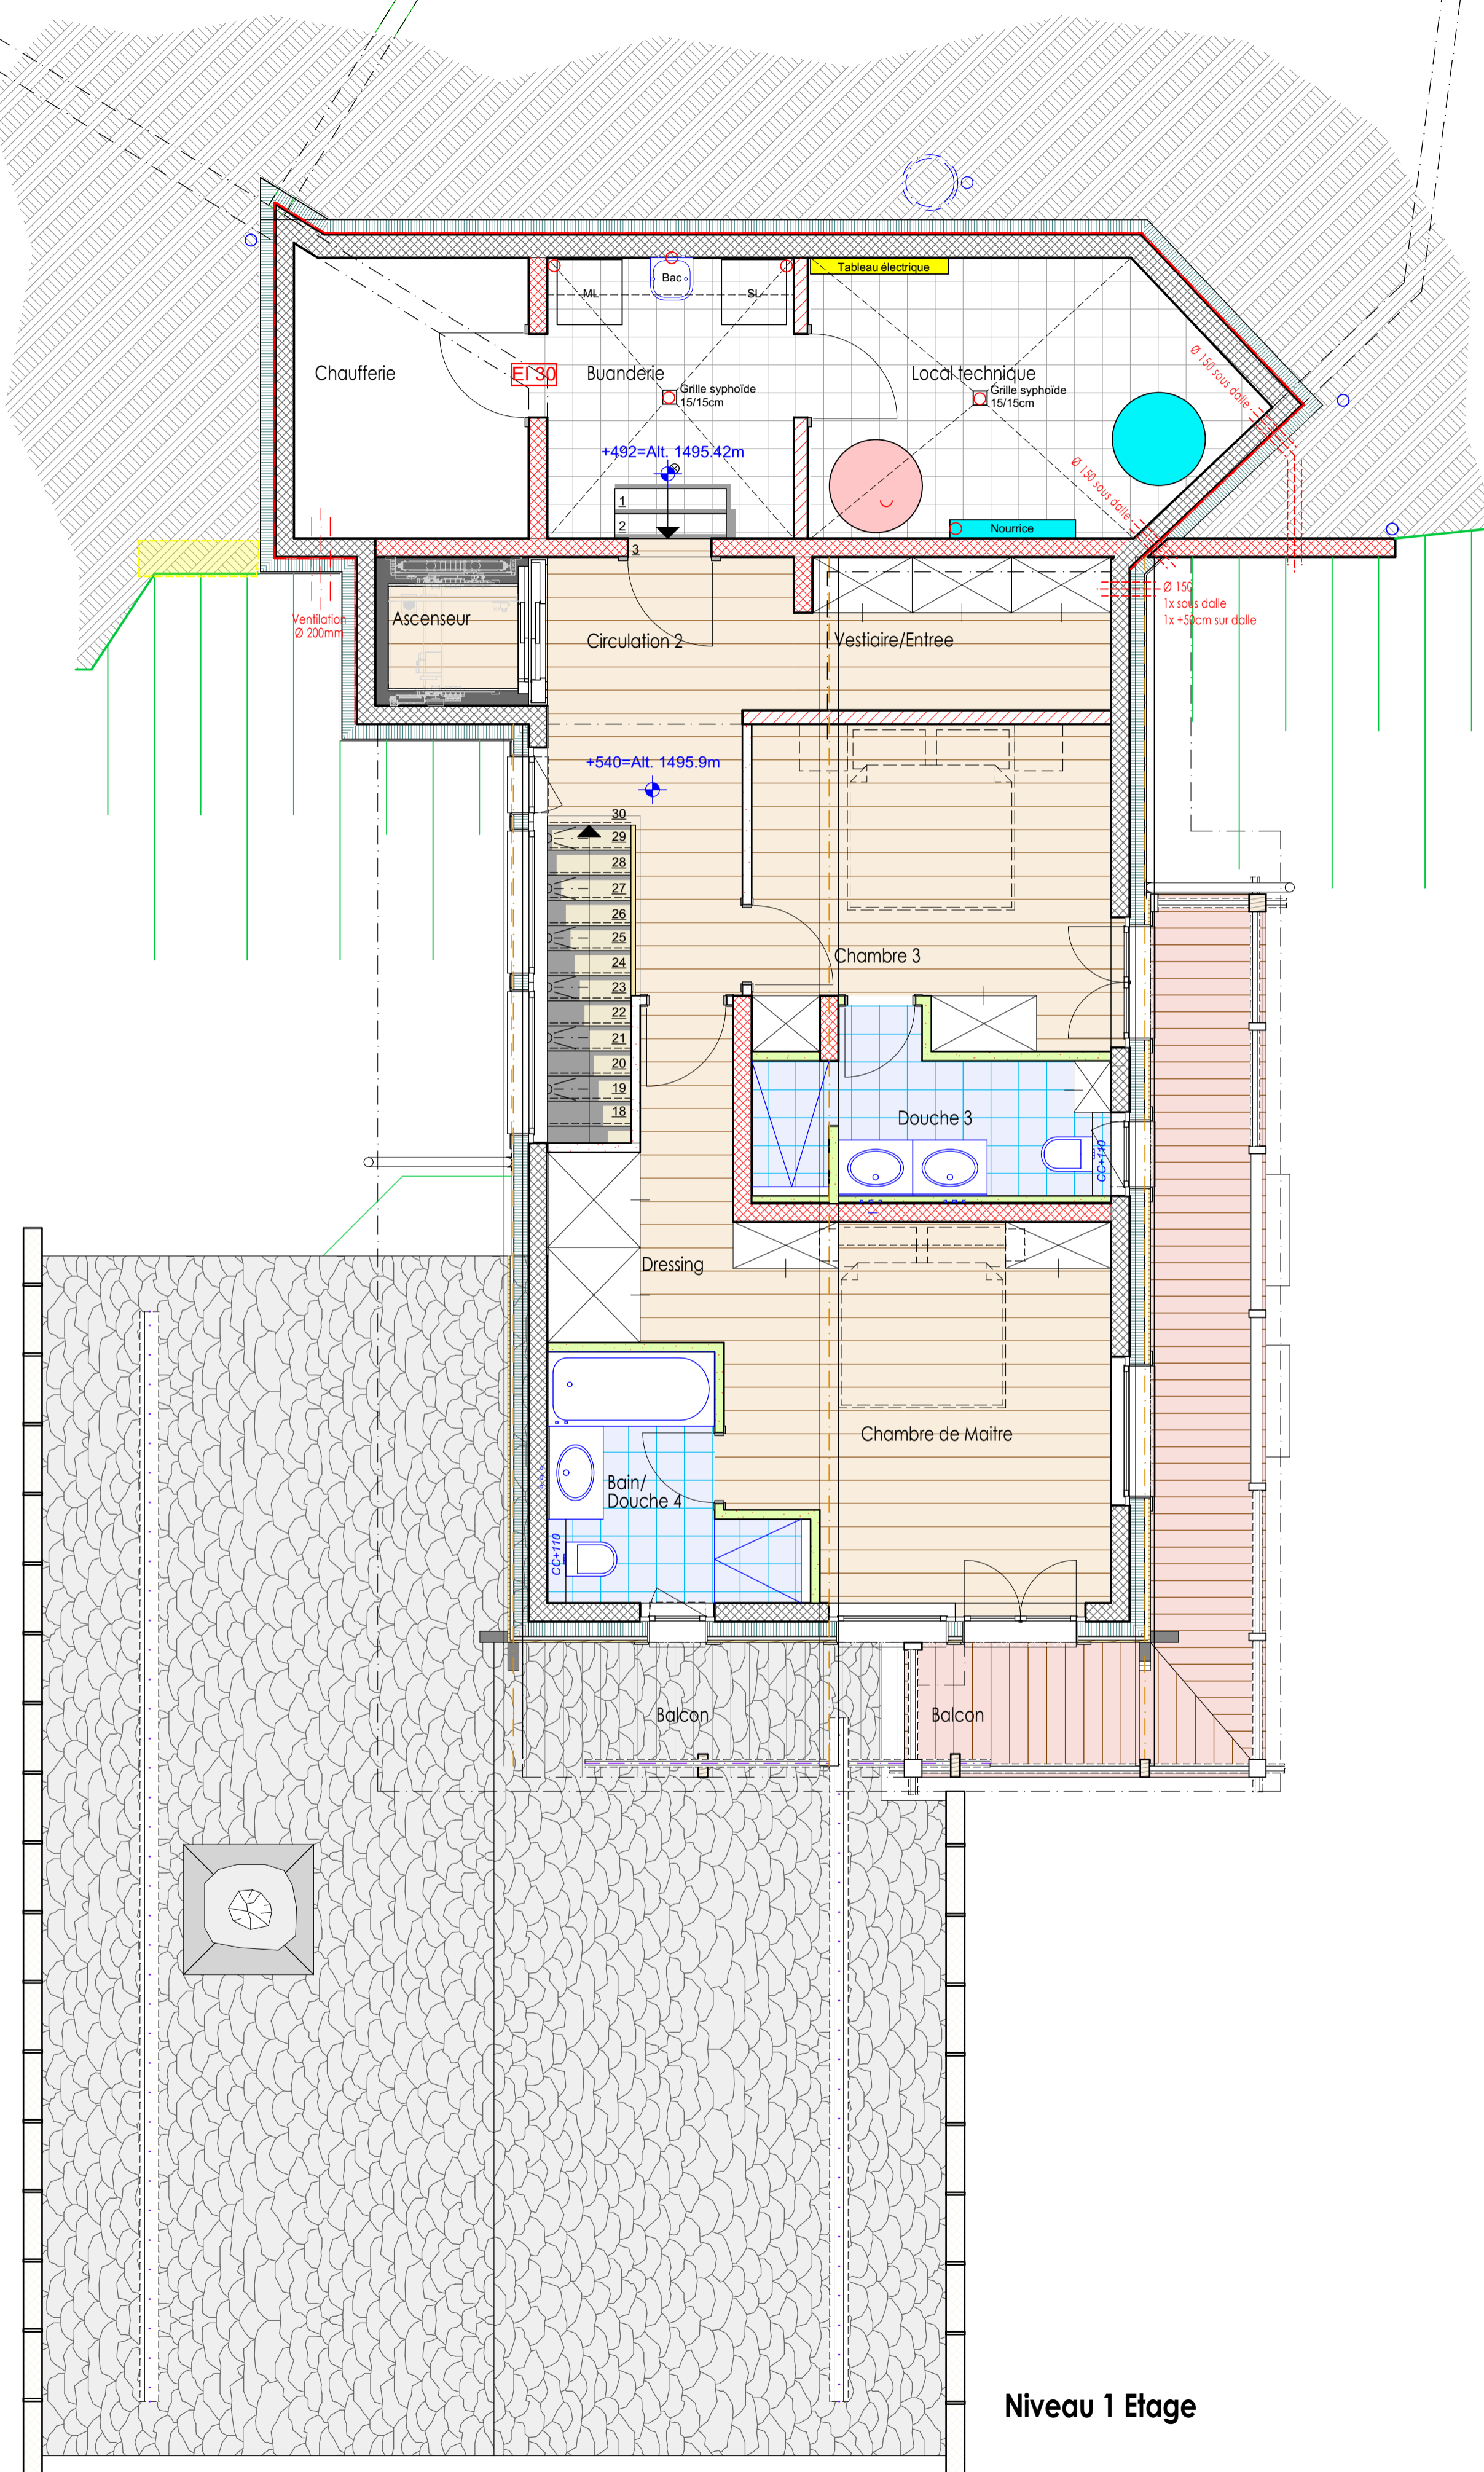 Tableau électrique
Bac
ML
SL
Chaufferie
EI 30
Buanderie
Local technique
Grille syphoïde
15/15cm
Grille syphoïde
15/15cm
Ø 150 sous dalle
Ø 150 sous dalle
+492=Alt. 1495.42m
1
2
3
Nourrice
Ventilation
Ø 200mm
Ascenseur
Circulation 2
Vestiaire/Entree
Ø 150
1x sous dalle
1x +50cm sur dalle
+540=Alt. 1495.9m
30
29
28
27
26
25
24
23
22
21
20
19
18
Chambre 3
Douche 3
CC+110
Dressing
Chambre de Maitre
Bain/
Douche 4
CC+110
Balcon
Balcon
Niveau 1 Etage